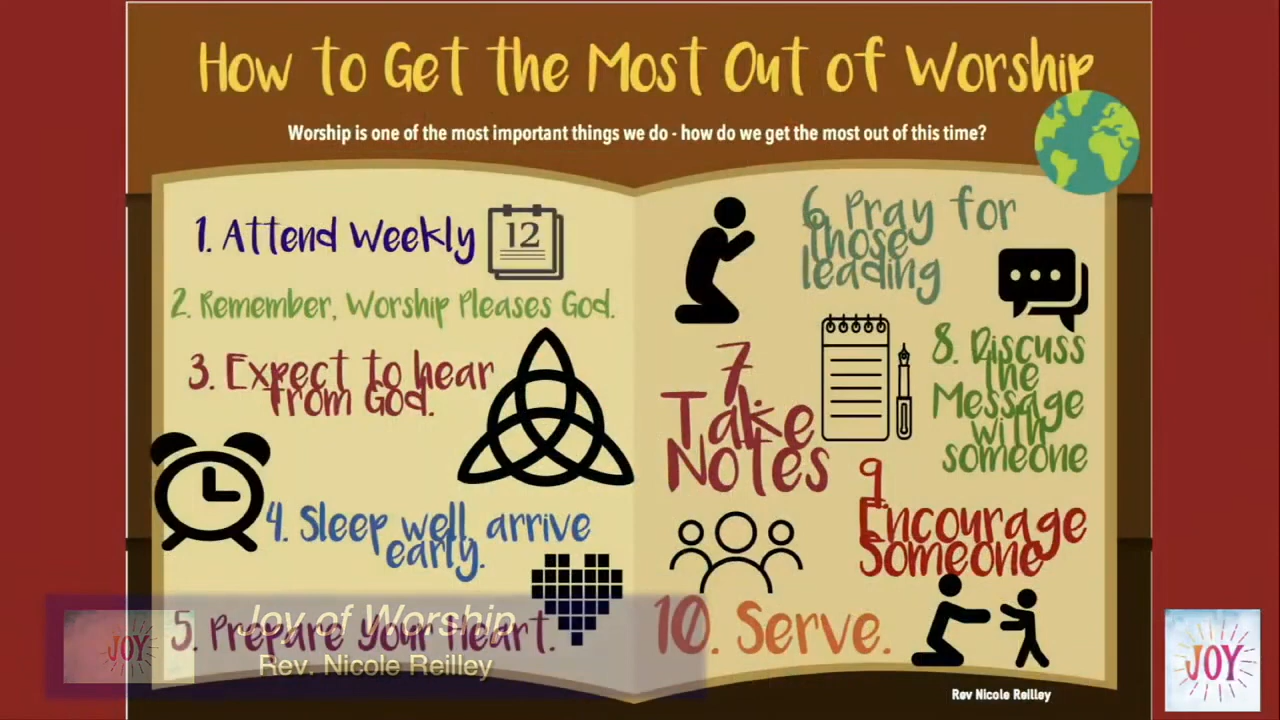 How to Get the Most Out of Worship
Worship is one of the most important things we do - how do we get the most out of this time?
1. Attend Weekly
12
2. Remember, Worship Pleases God.
3. Expect to hear
from God.
4. Sleep well, arrive
early.
5. Prepare your Heart.
6. Pray for
those
leading
7.
Take
Notes
8. Discuss
the
Message
with
someone
9.
Encourage
Someone
10. Serve.
Rev Nicole Reilley
JOY
Joy of Worship
Rev. Nicole Reilley
JOY